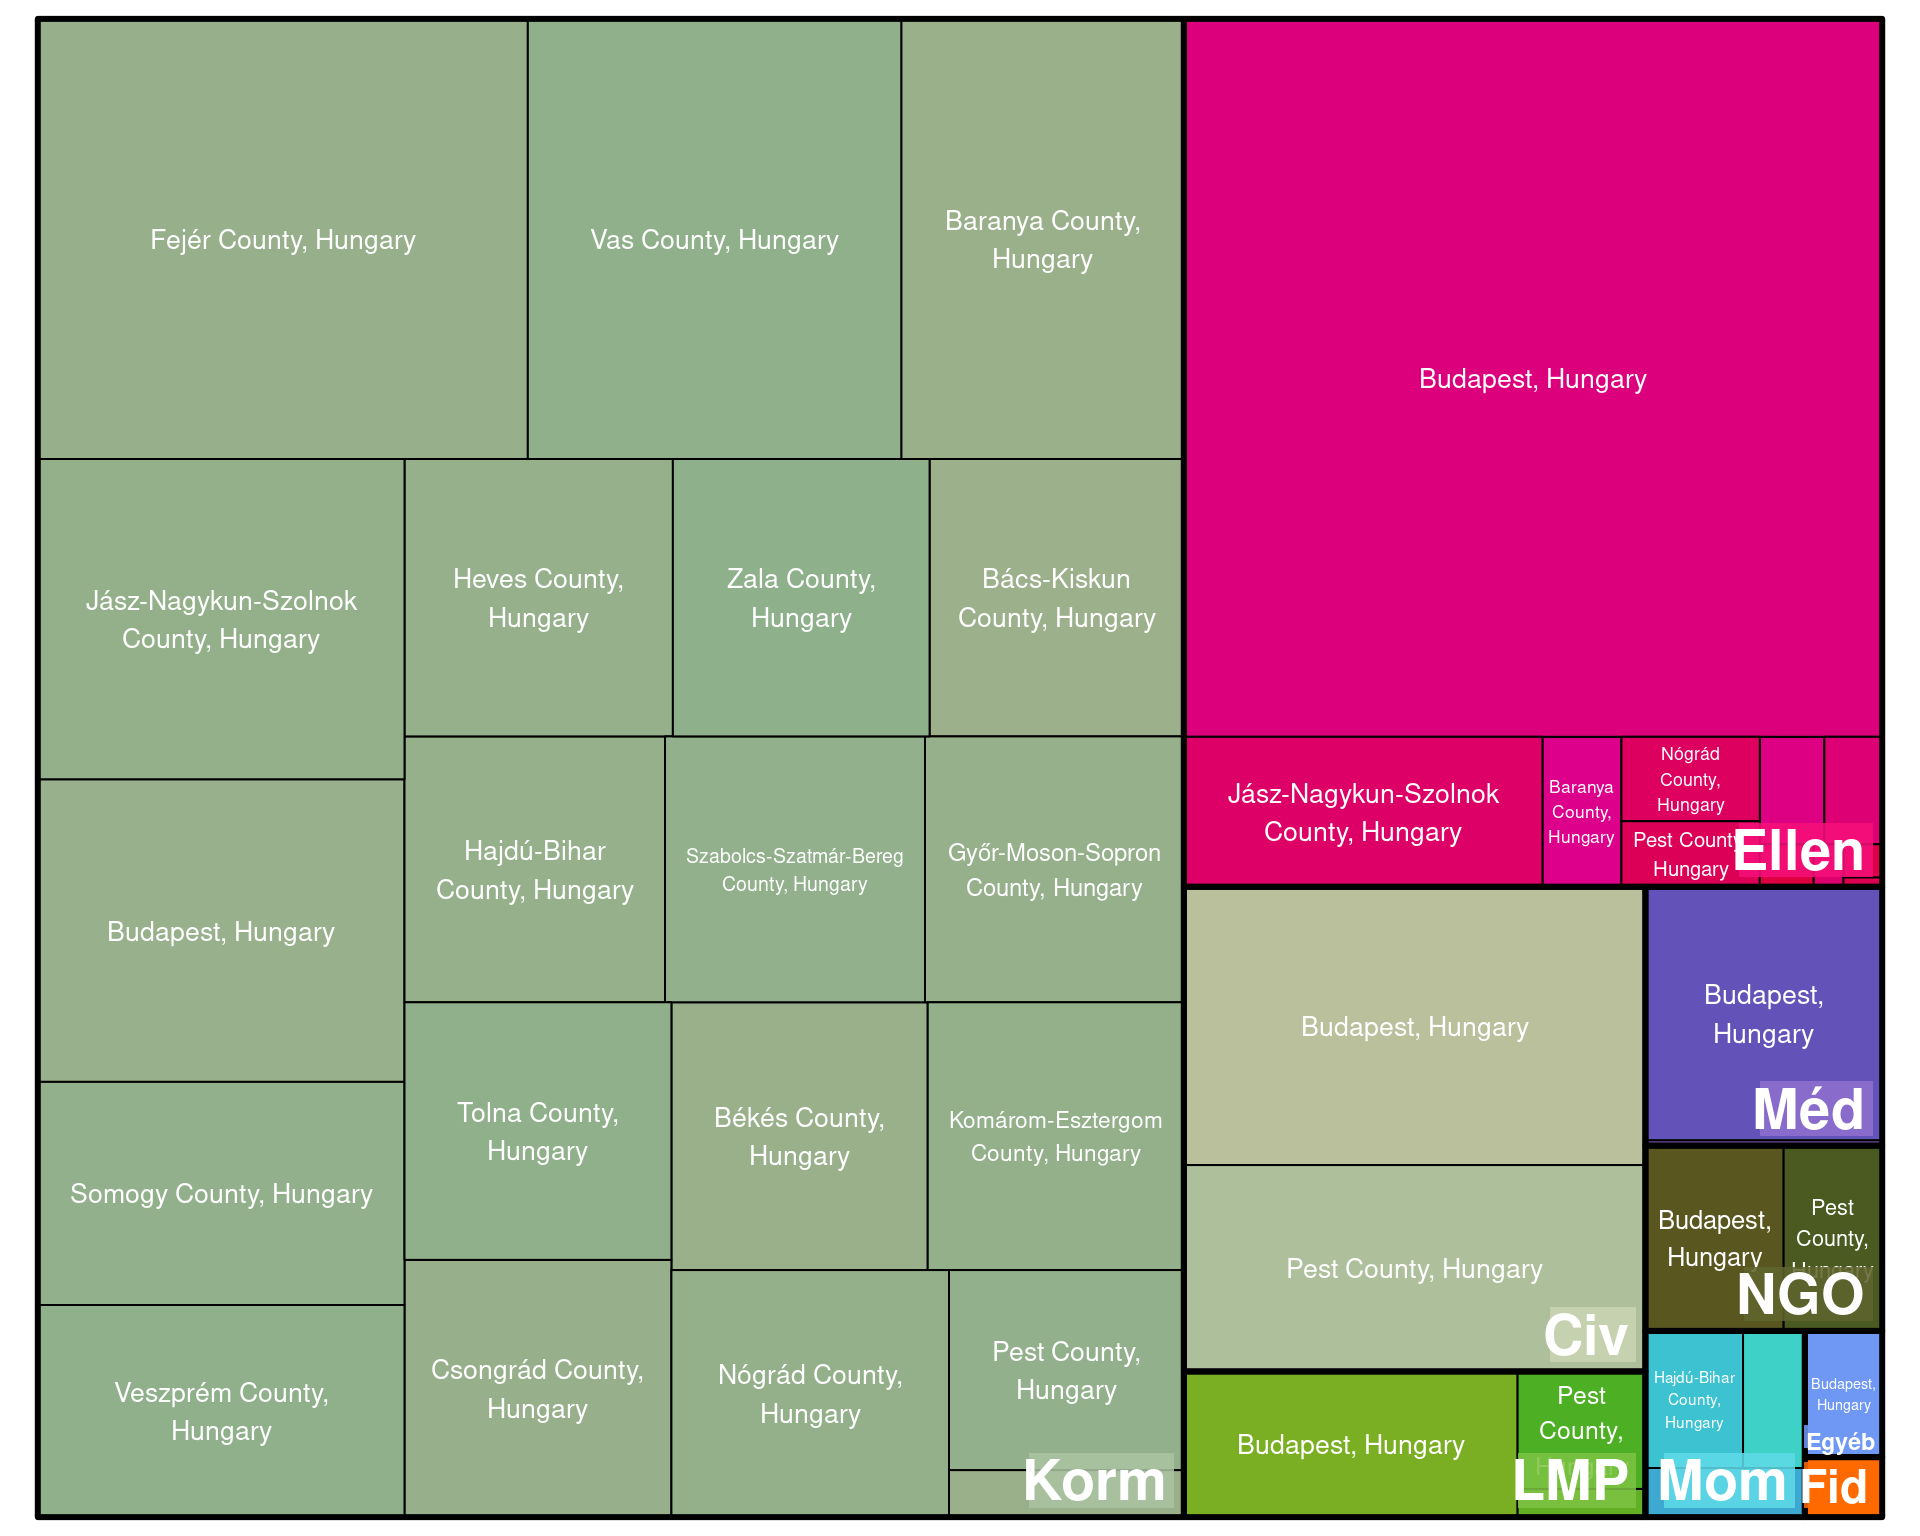 Fejér County, Hungary
Vas County, Hungary
Baranya County,
Hungary
Jász-Nagykun-Szolnok
County, Hungary
Heves County,
Hungary
Zala County,
Hungary
Bács-Kiskun
County, Hungary
Budapest, Hungary
Hajdú-Bihar
County, Hungary
Szabolcs-Szatmár-Bereg
County, Hungary
Győr-Moson-Sopron
County, Hungary
Somogy County, Hungary
Tolna County,
Hungary
Békés County,
Hungary
Komárom-Esztergom
County, Hungary
Veszprém County,
Hungary
Csongrád County,
Hungary
Nógrád County,
Hungary
Pest County,
Hungary
Korm
Budapest, Hungary
Jász-Nagykun-Szolnok
County, Hungary
Baranya
County,
Hungary
Nógrád
County,
Hungary
Pest County,
Hungary
Ellen
Budapest, Hungary
Pest County, Hungary
Civ
Budapest,
Hungary
Méd
Budapest,
Hungary
Pest
County,
Hungary
NGO
Budapest, Hungary
Pest
County,
LMP
Hajdú-Bihar
County,
Hungary
Mom
Budapest,
Hungary
Egyéb
Fid